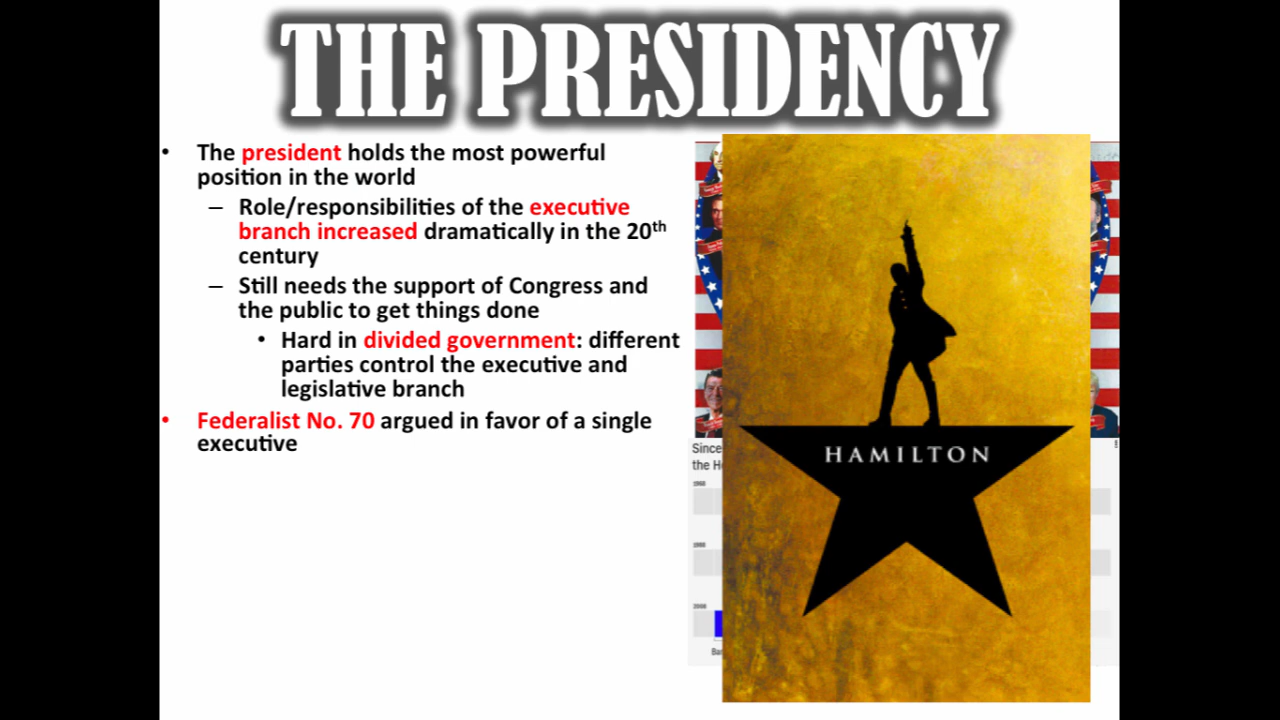 THE PRESIDENCY
• The president holds the most powerful
position in the world
– Role/responsibilities of the executive
branch increased dramatically in the 20th
century
– Still needs the support of Congress and
the public to get things done
• Hard in divided government: different
parties control the executive and
legislative branch
• Federalist No. 70 argued in favor of a single
executive
HAMILTON
Since
the H